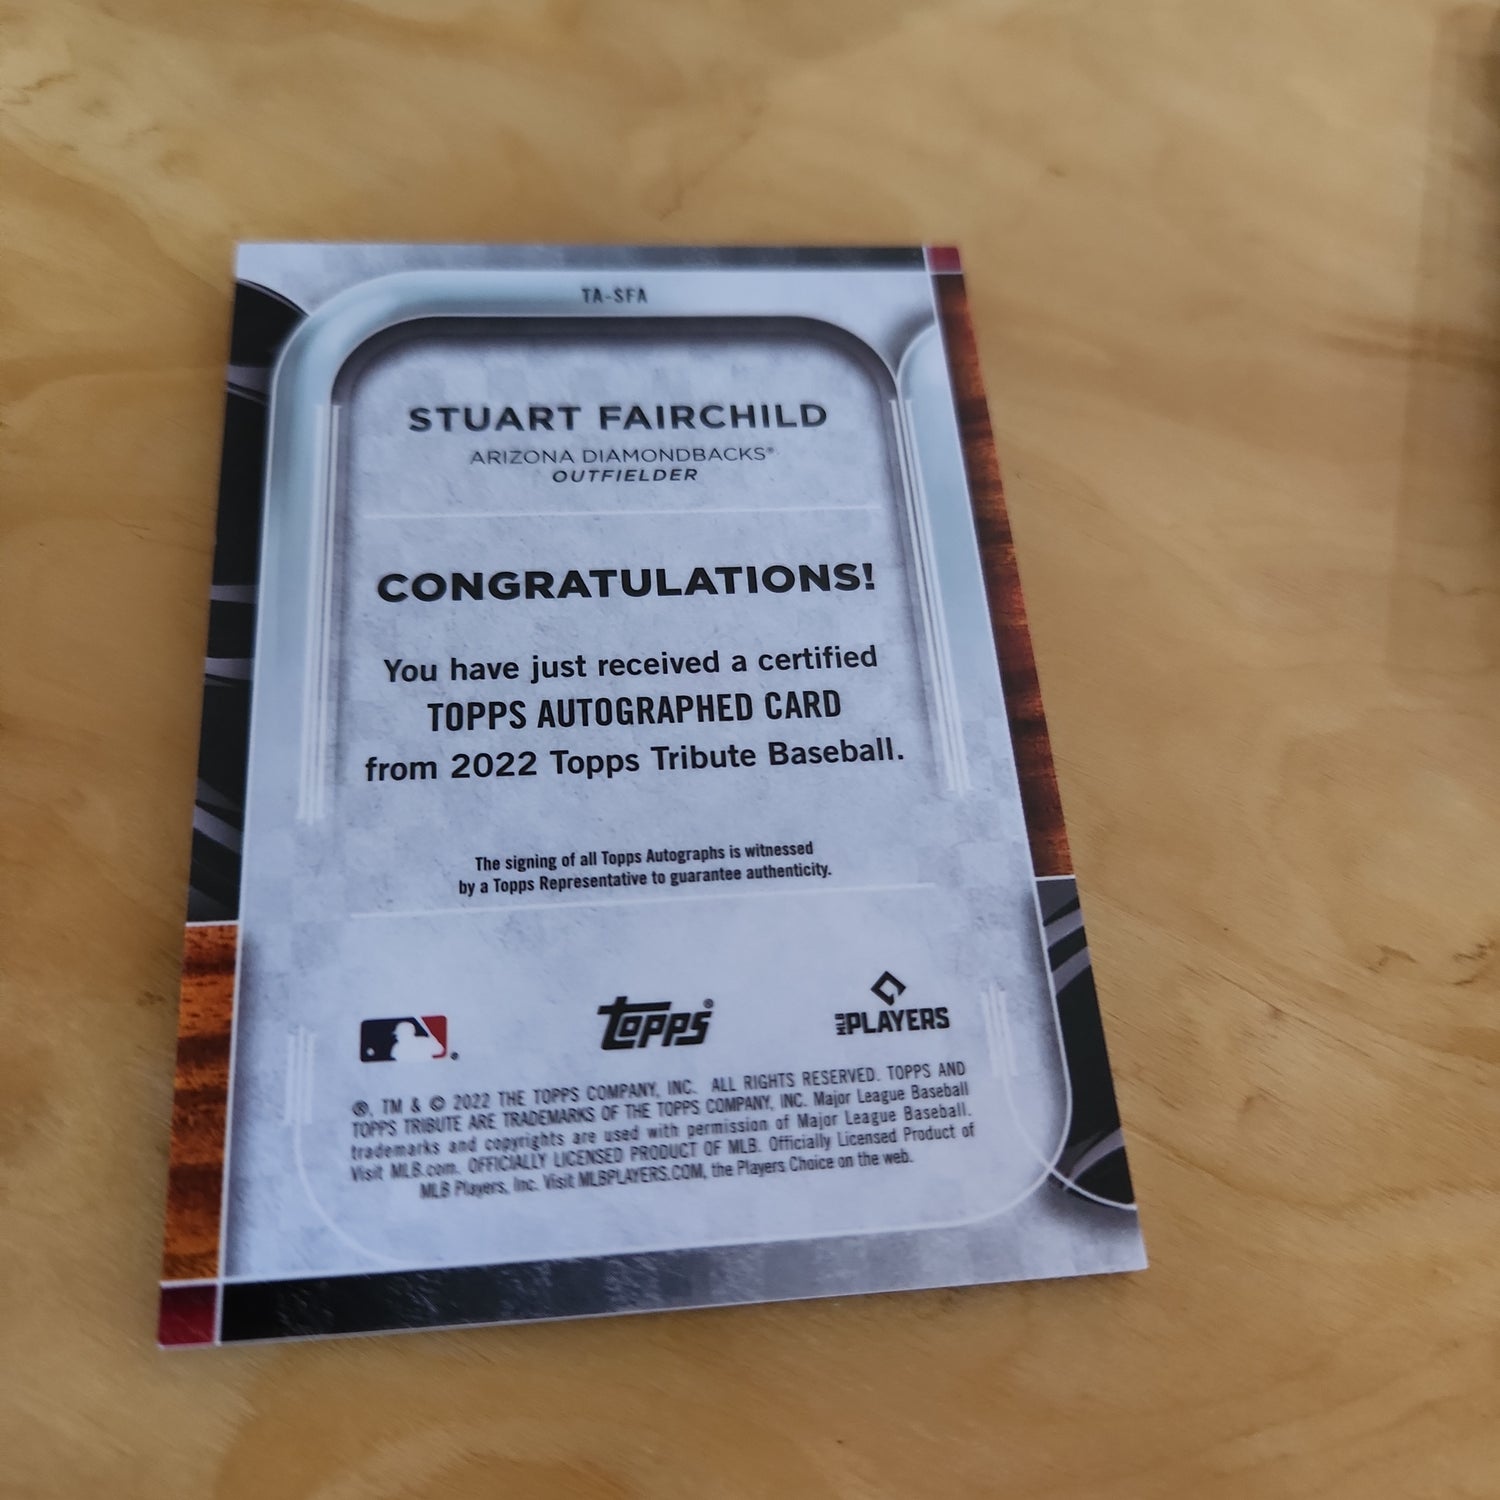 TA-SFA
STUART FAIRCHILD
ARIZONA DIAMONDBACKS®
OUTFIELDER
CONGRATULATIONS!
You have just received a certified
TOPPS AUTOGRAPHED CARD
from 2022 Topps Tribute Baseball.
The signing of all Topps Autographs is witnessed
by a Topps Representative to guarantee authenticity.
® topps® MLB PLAYERS
®, TM & © 2022 THE TOPPS COMPANY, INC. ALL RIGHTS RESERVED. TOPPS AND
TOPPS TRIBUTE ARE TRADEMARKS OF THE TOPPS COMPANY, INC. Major League Baseball
trademarks and copyrights are used with permission of Major League Baseball.
Visit MLB.com. OFFICIALLY LICENSED PRODUCT OF MLB. Officially Licensed Product of
MLB Players, Inc. Visit MLBPLAYERS.COM, the Players Choice on the web.